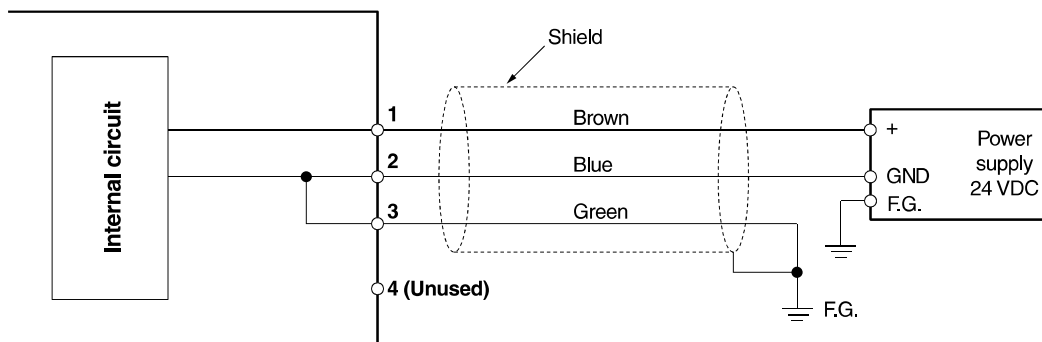 Shield
Internal circuit
1
Brown
+
Power
supply
24 VDC
2
Blue
GND
3
Green
F.G.
4 (Unused)
F.G.